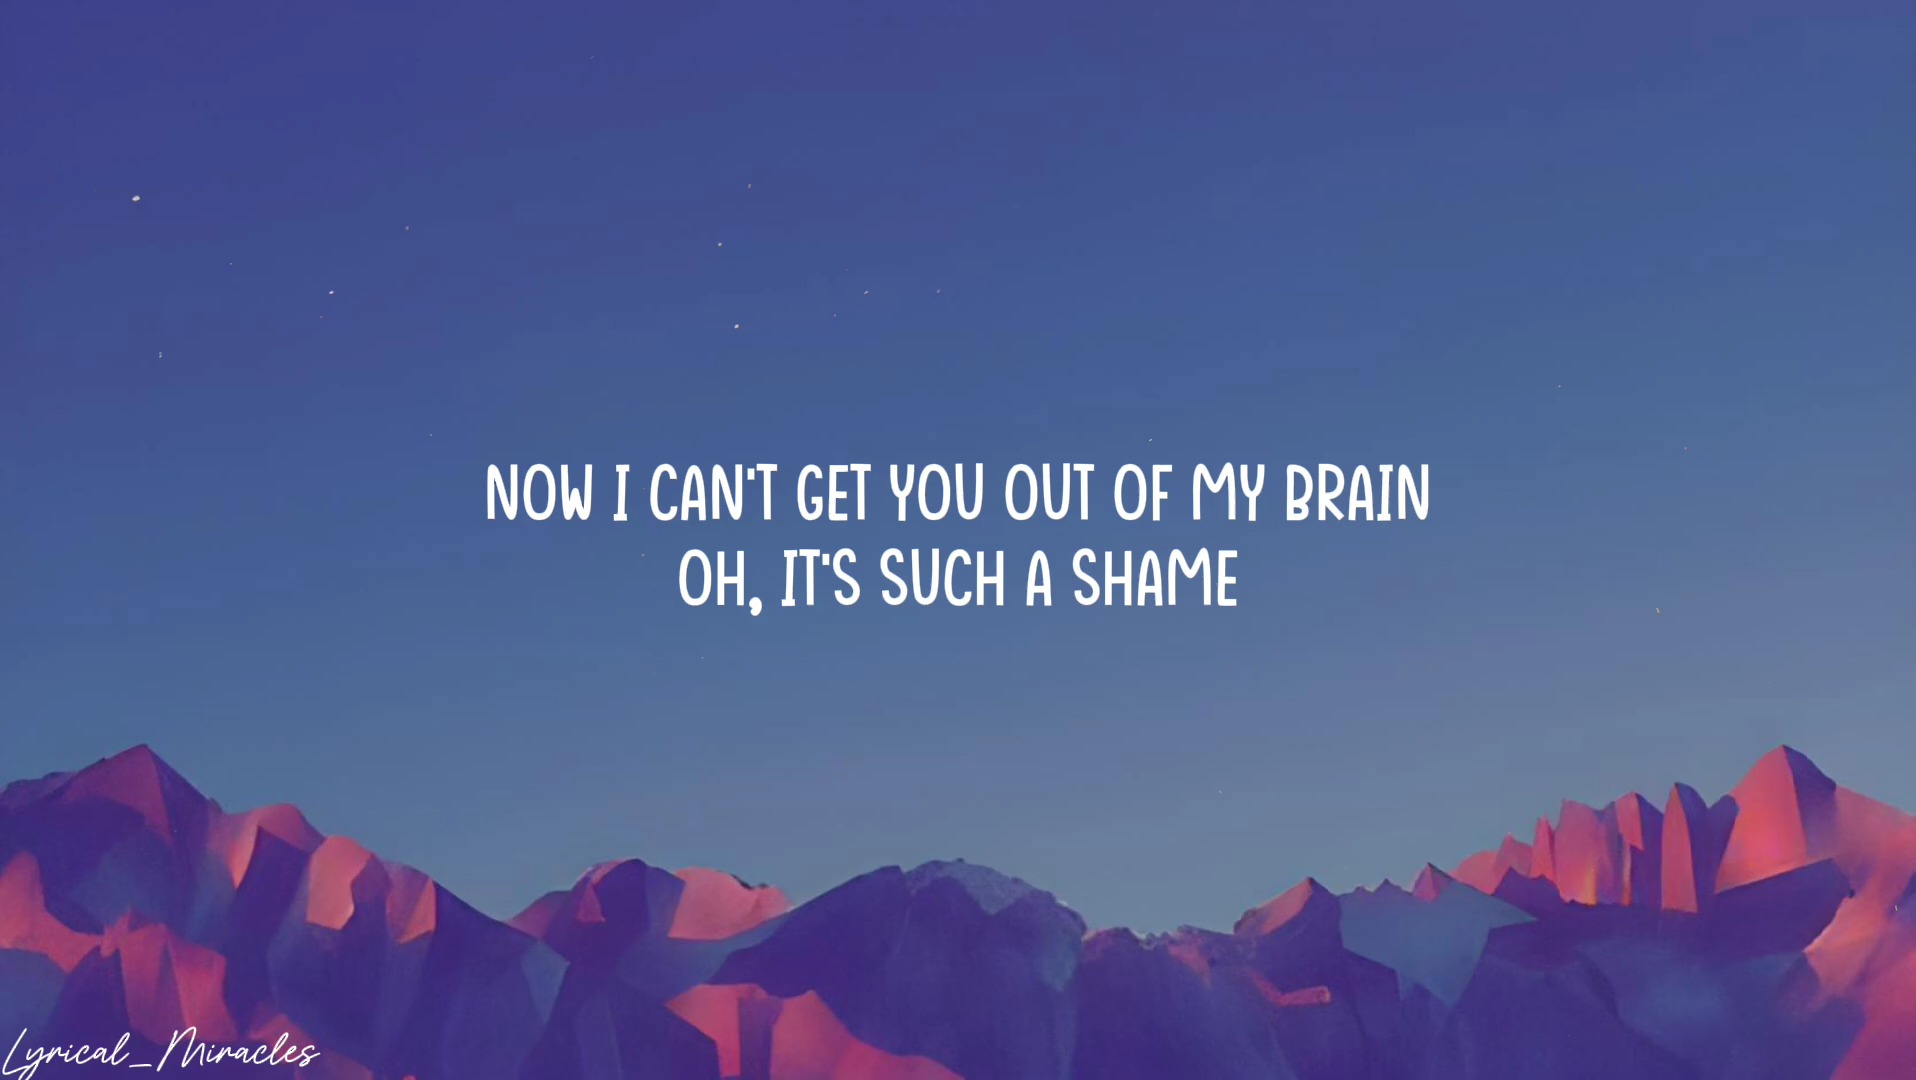 NOW I CAN'T GET YOU OUT OF MY BRAIN
OH, IT'S SUCH A SHAME
Lyrical_Miracles